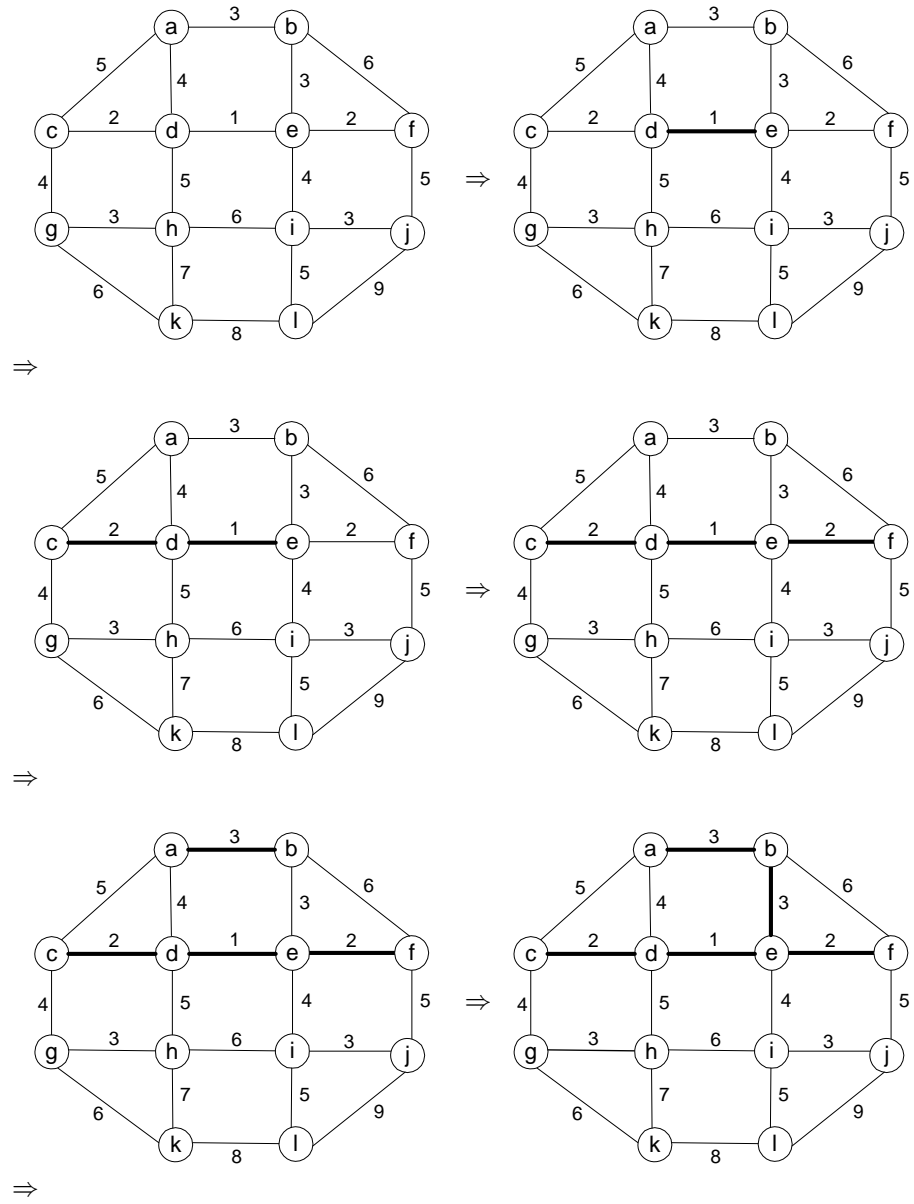 3 3
a b a b
5 6 5 6
4 3 4 3
2 1 2 2 1 2
c d e f c d e f
4 5 4 5 ⇒ 4 5 4 5
3 6 3 3 6 3
g h i j g h i j
7 5 7 5
6 9 6 9
k l k l
8 8
⇒
3 3
a b a b
5 6 5 6
4 3 4 3
2 1 2 2 1 2
c d e f c d e f
4 5 4 5 ⇒ 4 5 4 5
3 6 3 3 6 3
g h i j g h i j
7 5 7 5
6 9 6 9
k l k l
8 8
⇒
3 3
a b a b
5 6 5 6
4 3 4 3
2 1 2 2 1 2
c d e f c d e f
4 5 4 5 ⇒ 4 5 4 5
3 6 3 3 6 3
g h i j g h i j
7 5 7 5
6 9 6 9
k l k l
8 8
⇒